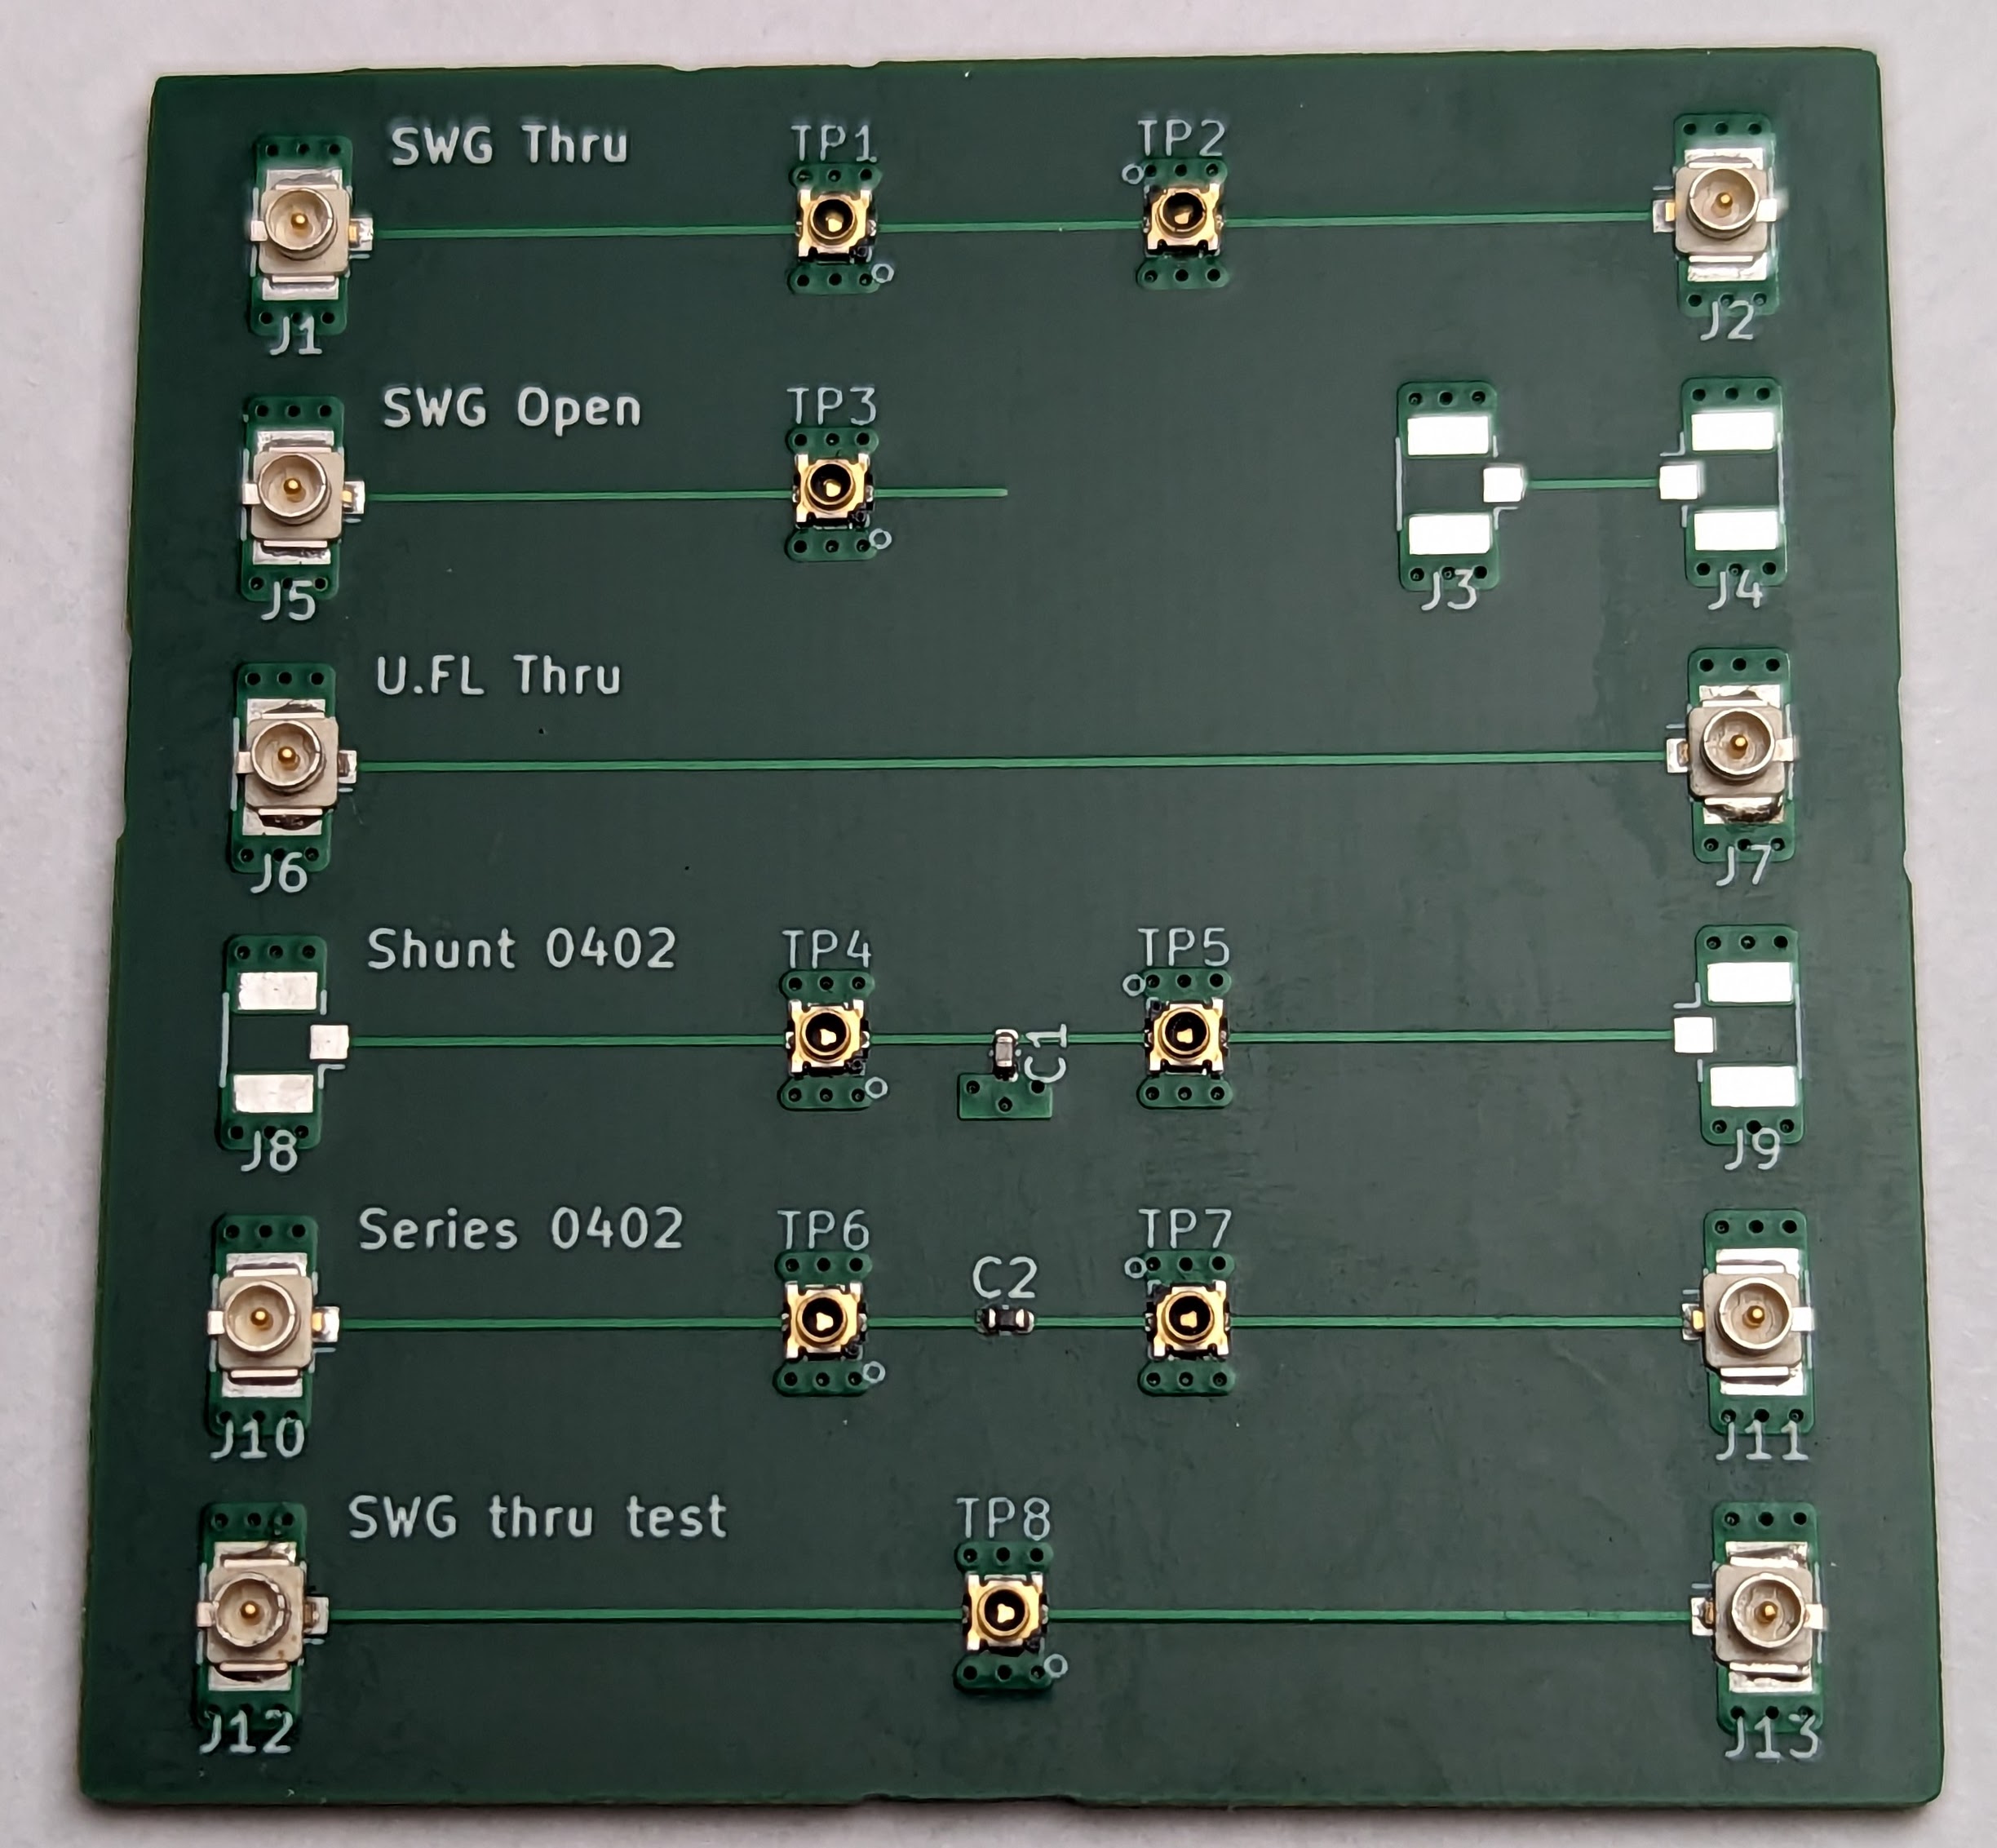 SWG Thru
TP1
TP2
J1
J2
SWG Open
TP3
J5
J3
J4
U.FL Thru
J6
J7
Shunt 0402
TP4
TP5
C1
J8
J9
Series 0402
TP6
TP7
C2
J10
J11
SWG thru test
TP8
J12
J13